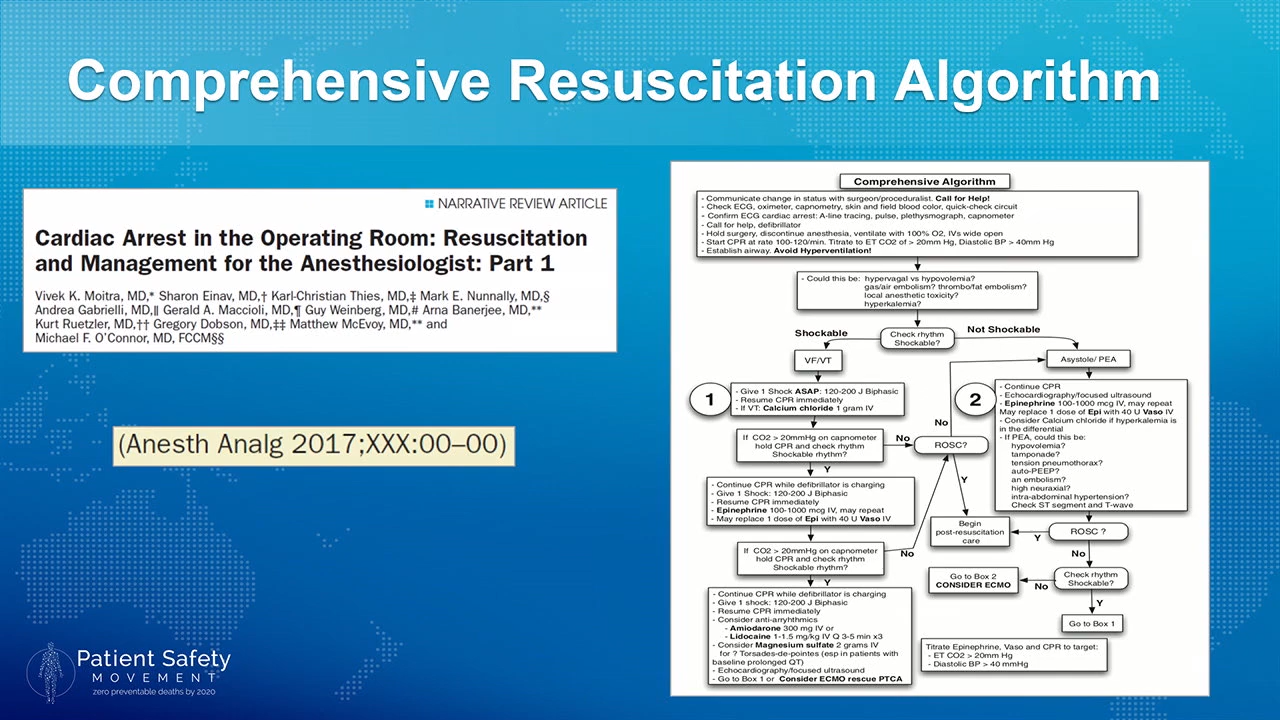 Comprehensive Resuscitation Algorithm
NARRATIVE REVIEW ARTICLE
Cardiac Arrest in the Operating Room: Resuscitation
and Management for the Anesthesiologist: Part 1
Vivek K. Moitra, MD,* Sharon Einav, MD,† Karl-Christian Thies, MD,‡ Mark E. Nunnally, MD,§
Andrea Gabrielli, MD,‖ Gerald A. Maccioli, MD,¶ Guy Weinberg, MD,# Arna Banerjee, MD,**
Kurt Ruetzler, MD,†† Gregory Dobson, MD,‡‡ Matthew McEvoy, MD,** and
Michael F. O’Connor, MD, FCCM§§
(Anesth Analg 2017;XXX:00–00)
Comprehensive Algorithm
- Communicate change in status with surgeon/proceduralist. Call for Help!
- Check ECG, oximeter, capnometry, skin and field blood color, quick-check circuit
- Confirm ECG cardiac arrest: A-line tracing, pulse, plethysmograph, capnometer
- Call for help, defibrillator
- Hold surgery, discontinue anesthesia, ventilate with 100% O2, IVs wide open
- Start CPR at rate 100-120/min. Titrate to ET CO2 of > 20mm Hg, Diastolic BP > 40mm Hg
- Establish airway. Avoid Hyperventilation!
- Could this be: hypervagal vs hypovolemia?
gas/air embolism? thrombo/fat embolism?
local anesthetic toxicity?
hyperkalemia?
Check rhythm
Shockable?
Shockable
Not Shockable
VF/VT
Asystole/ PEA
1
- Give 1 Shock ASAP: 120-200 J Biphasic
- Resume CPR immediately
- If VT: Calcium chloride 1 gram IV
If CO2 > 20mmHg on capnometer
hold CPR and check rhythm
Shockable rhythm?
No
Y
- Continue CPR while defibrillator is charging
- Give 1 Shock: 120-200 J Biphasic
- Resume CPR immediately
- Epinephrine 100-1000 mcg IV, may repeat
- May replace 1 dose of Epi with 40 U Vaso IV
If CO2 > 20mmHg on capnometer
hold CPR and check rhythm
Shockable rhythm?
No
Y
- Continue CPR while defibrillator is charging
- Give 1 shock: 120-200 J Biphasic
- Resume CPR immediately
- Consider anti-arryhthmics
- Amiodarone 300 mg IV or
- Lidocaine 1-1.5 mg/kg IV Q 3-5 min x3
- Consider Magnesium sulfate 2 grams IV
for ? Torsades-de-pointes (esp in patients with
baseline prolonged QT)
- Echocardiography/focused ultrasound
- Go to Box 1 or Consider ECMO rescue PTCA
No
ROSC?
Y
Begin
post-resuscitation
care
2
- Continue CPR
- Echocardiography/focused ultrasound
- Epinephrine 100-1000 mcg IV, may repeat
May replace 1 dose of Epi with 40 U Vaso IV
- Consider Calcium chloride if hyperkalemia is
in the differential
- If PEA, could this be:
hypovolemia?
tamponade?
tension pneumothorax?
auto-PEEP?
an embolism?
high neuraxial?
intra-abdominal hypertension?
Check ST segment and T-wave
ROSC ?
Y
No
Check rhythm
Shockable?
No
Go to Box 2
CONSIDER ECMO
Y
Go to Box 1
Titrate Epinephrine, Vaso and CPR to target:
- ET CO2 > 20mm Hg
- Diastolic BP > 40 mmHg
Patient Safety
MOVEMENT
zero preventable deaths by 2020